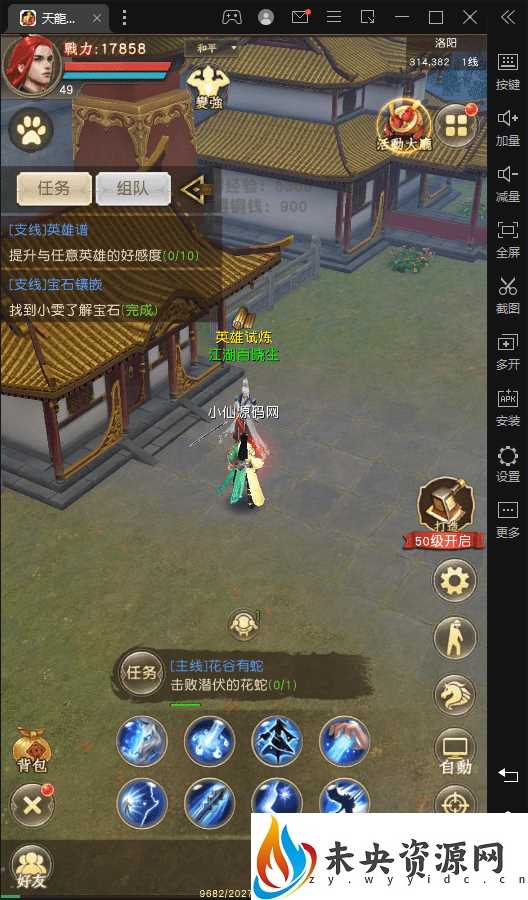 天龍...
戰力:17858
和平
洛阳
314,382 1线
49
變強
活動大廳
按键
加量
减量
全屏
截图
多开
APK
安装
设置
更多
任务
组队
900
[支线]英雄谱
提升与任意英雄的好感度(0/10)
[支线]宝石镶嵌
找到小雯了解宝石(完成)
英雄试炼
江湖百晓生
小仙源码网
打造
50级开启
1
任务
[主线]花谷有蛇
击败潜伏的花蛇(0/1)
背包
自動
好友
9682/2027
未央资源网
zy.wyyidc.cn